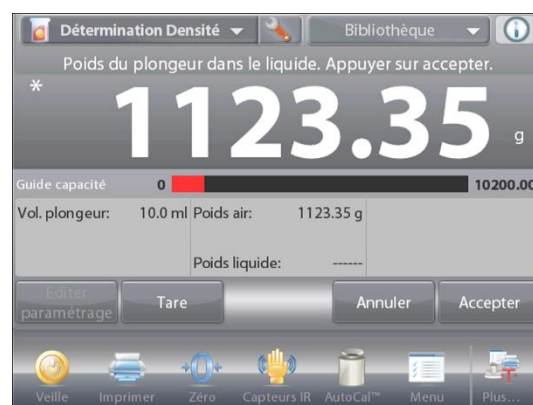 Détermination Densité
Bibliothèque
Poids du plongeur dans le liquide. Appuyer sur accepter.
*
1123.35 g
Guide capacité 0 10200.00
Vol. plongeur: 10.0 ml Poids air: 1123.35 g
Poids liquide: ------
Editer paramétrage
Tare
Annuler
Accepter
Veille Imprimer Zéro Capteurs IR AutoCal™ Menu Plus...